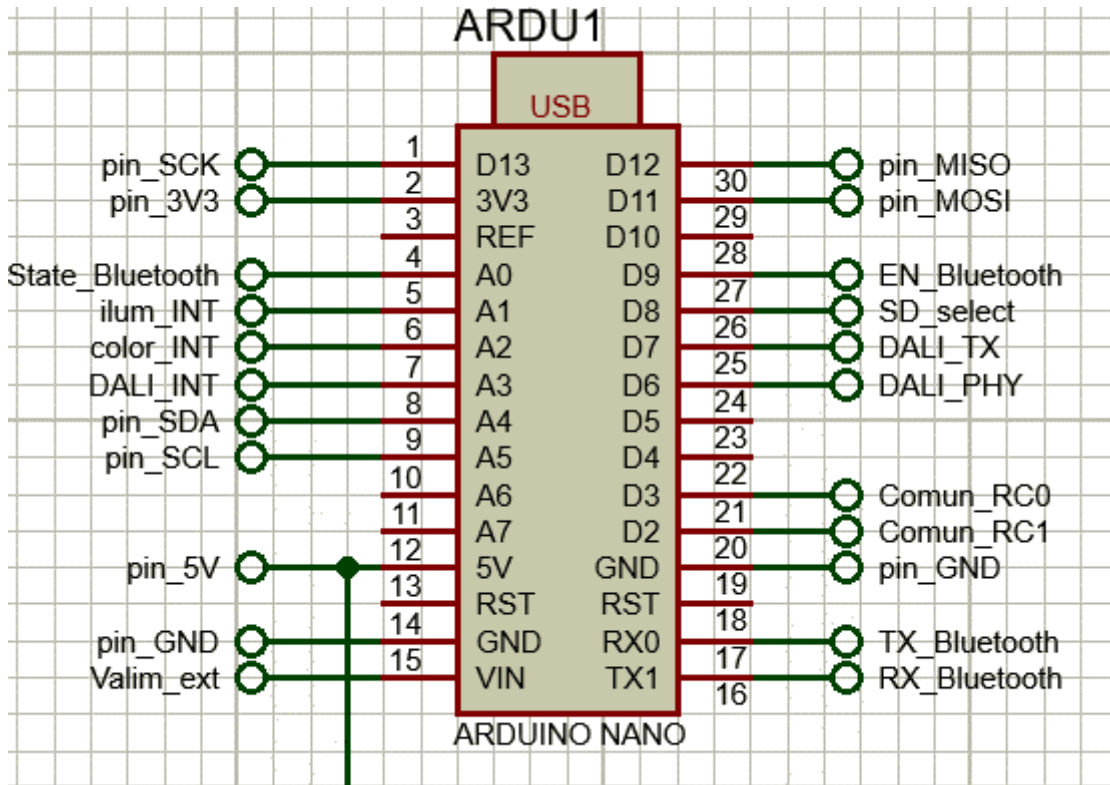 ARDU1
USB
pin_SCK 1 D13 D12 30 pin_MISO
pin_3V3 2 3V3 D11 29 pin_MOSI
3 REF D10 28
State_Bluetooth 4 A0 D9 27 EN_Bluetooth
ilum_INT 5 A1 D8 26 SD_select
color_INT 6 A2 D7 25 DALI_TX
DALI_INT 7 A3 D6 24 DALI_PHY
pin_SDA 8 A4 D5 23
pin_SCL 9 A5 D4 22
10 A6 D3 21 Comun_RC0
11 A7 D2 20 Comun_RC1
pin_5V 12 5V GND 19 pin_GND
13 RST RST 18
pin_GND 14 GND RX0 17 TX_Bluetooth
Valim_ext 15 VIN TX1 16 RX_Bluetooth
ARDUINO NANO